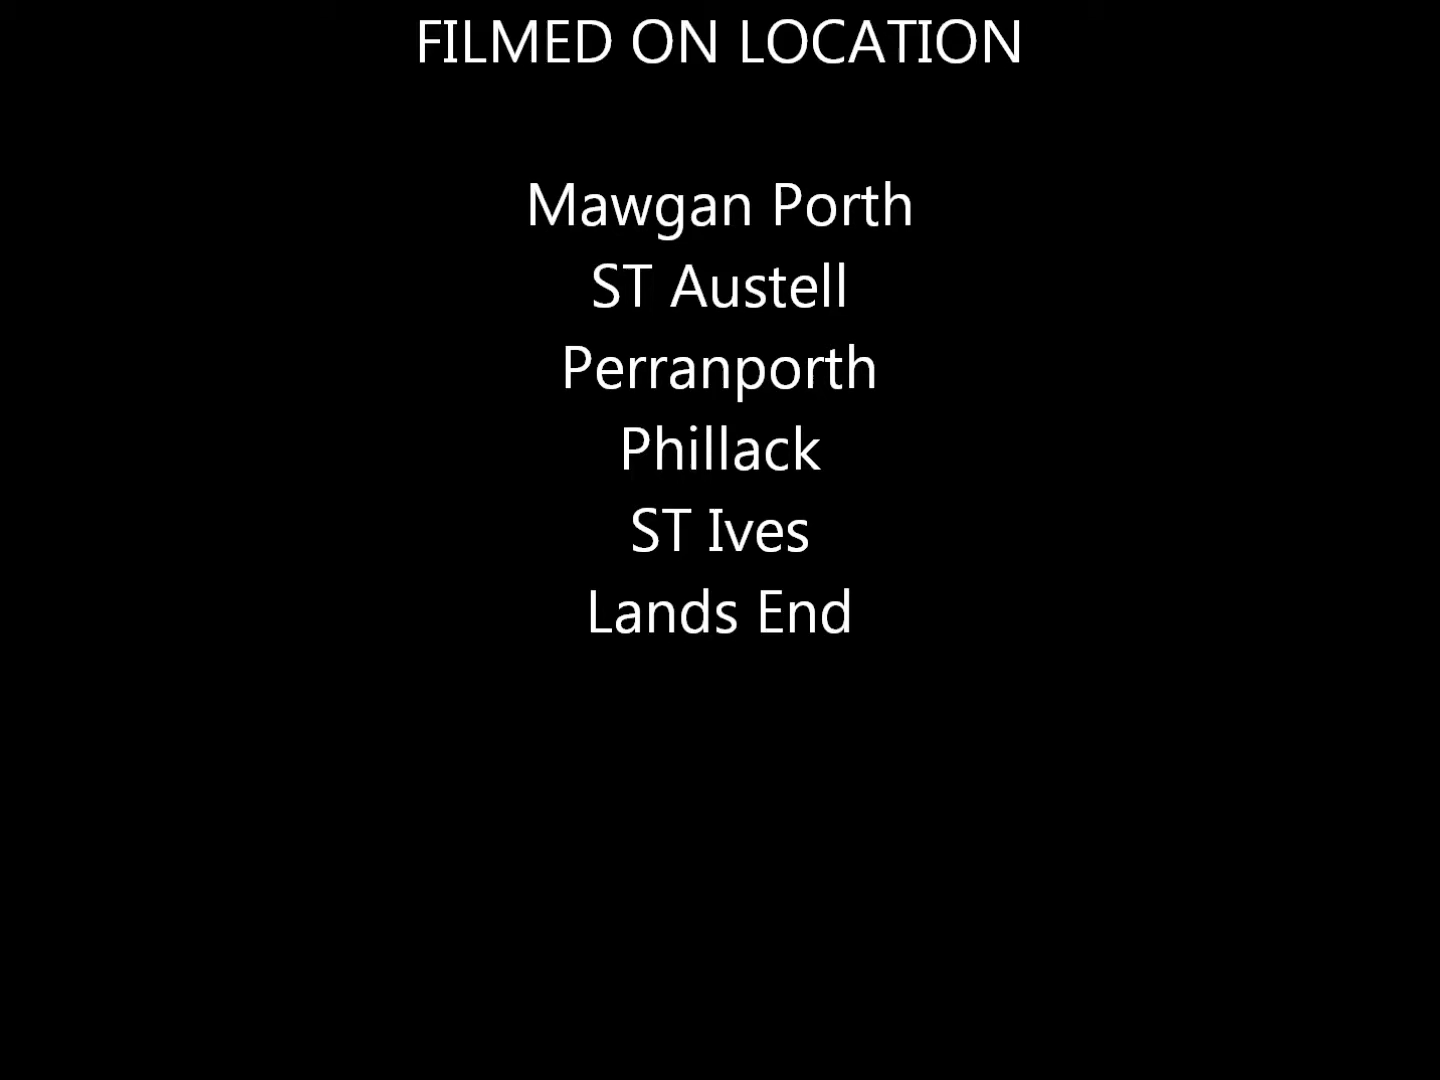 FILMED ON LOCATION
Mawgan Porth
ST Austell
Perranporth
Phillack
ST Ives
Lands End